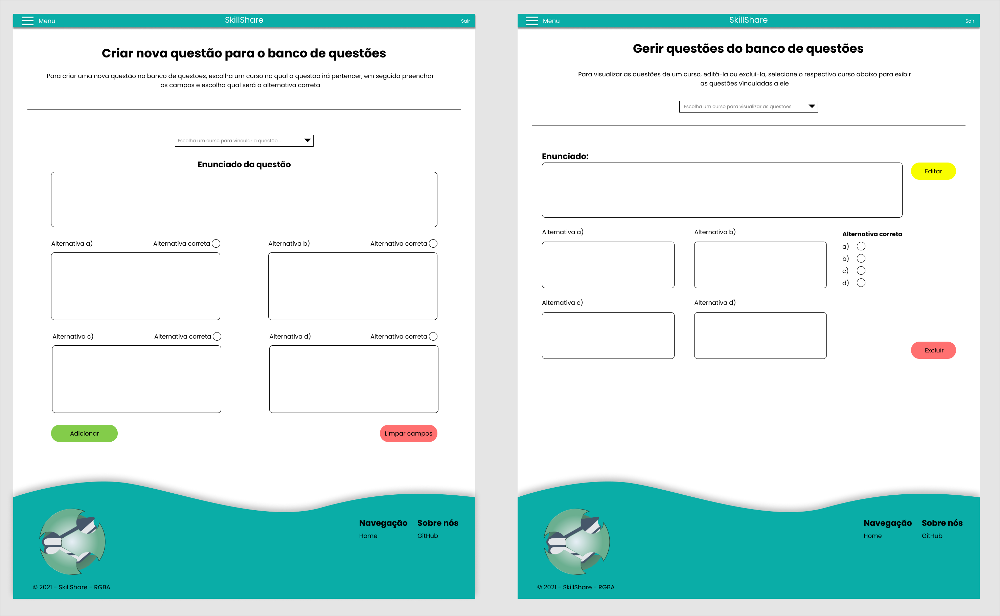 Menu
SkillShare
Sair
Criar nova questão para o banco de questões
Para criar uma nova questão no banco de questões, escolha um curso no qual a questão irá pertencer, em seguida preenchar
os campos e escolha qual será a alternativa correta
Escolha um curso para vincular a questão...
Enunciado da questão
Alternativa a)
Alternativa correta
Alternativa b)
Alternativa correta
Alternativa c)
Alternativa correta
Alternativa d)
Alternativa correta
Adicionar
Limpar campos
Navegação
Sobre nós
Home
GitHub
© 2021 - SkillShare - RGBA
Menu
SkillShare
Sair
Gerir questões do banco de questões
Para visualizar as questões de um curso, editá-la ou excluí-la, selecione o respectivo curso abaixo para exibir
as questões vínculadas a ele
Escolha um curso para visualizar as questões...
Enunciado:
Editar
Alternativa a)
Alternativa b)
Alternativa correta
a)
b)
c)
d)
Alternativa c)
Alternativa d)
Excluir
Navegação
Sobre nós
Home
GitHub
© 2021 - SkillShare - RGBA